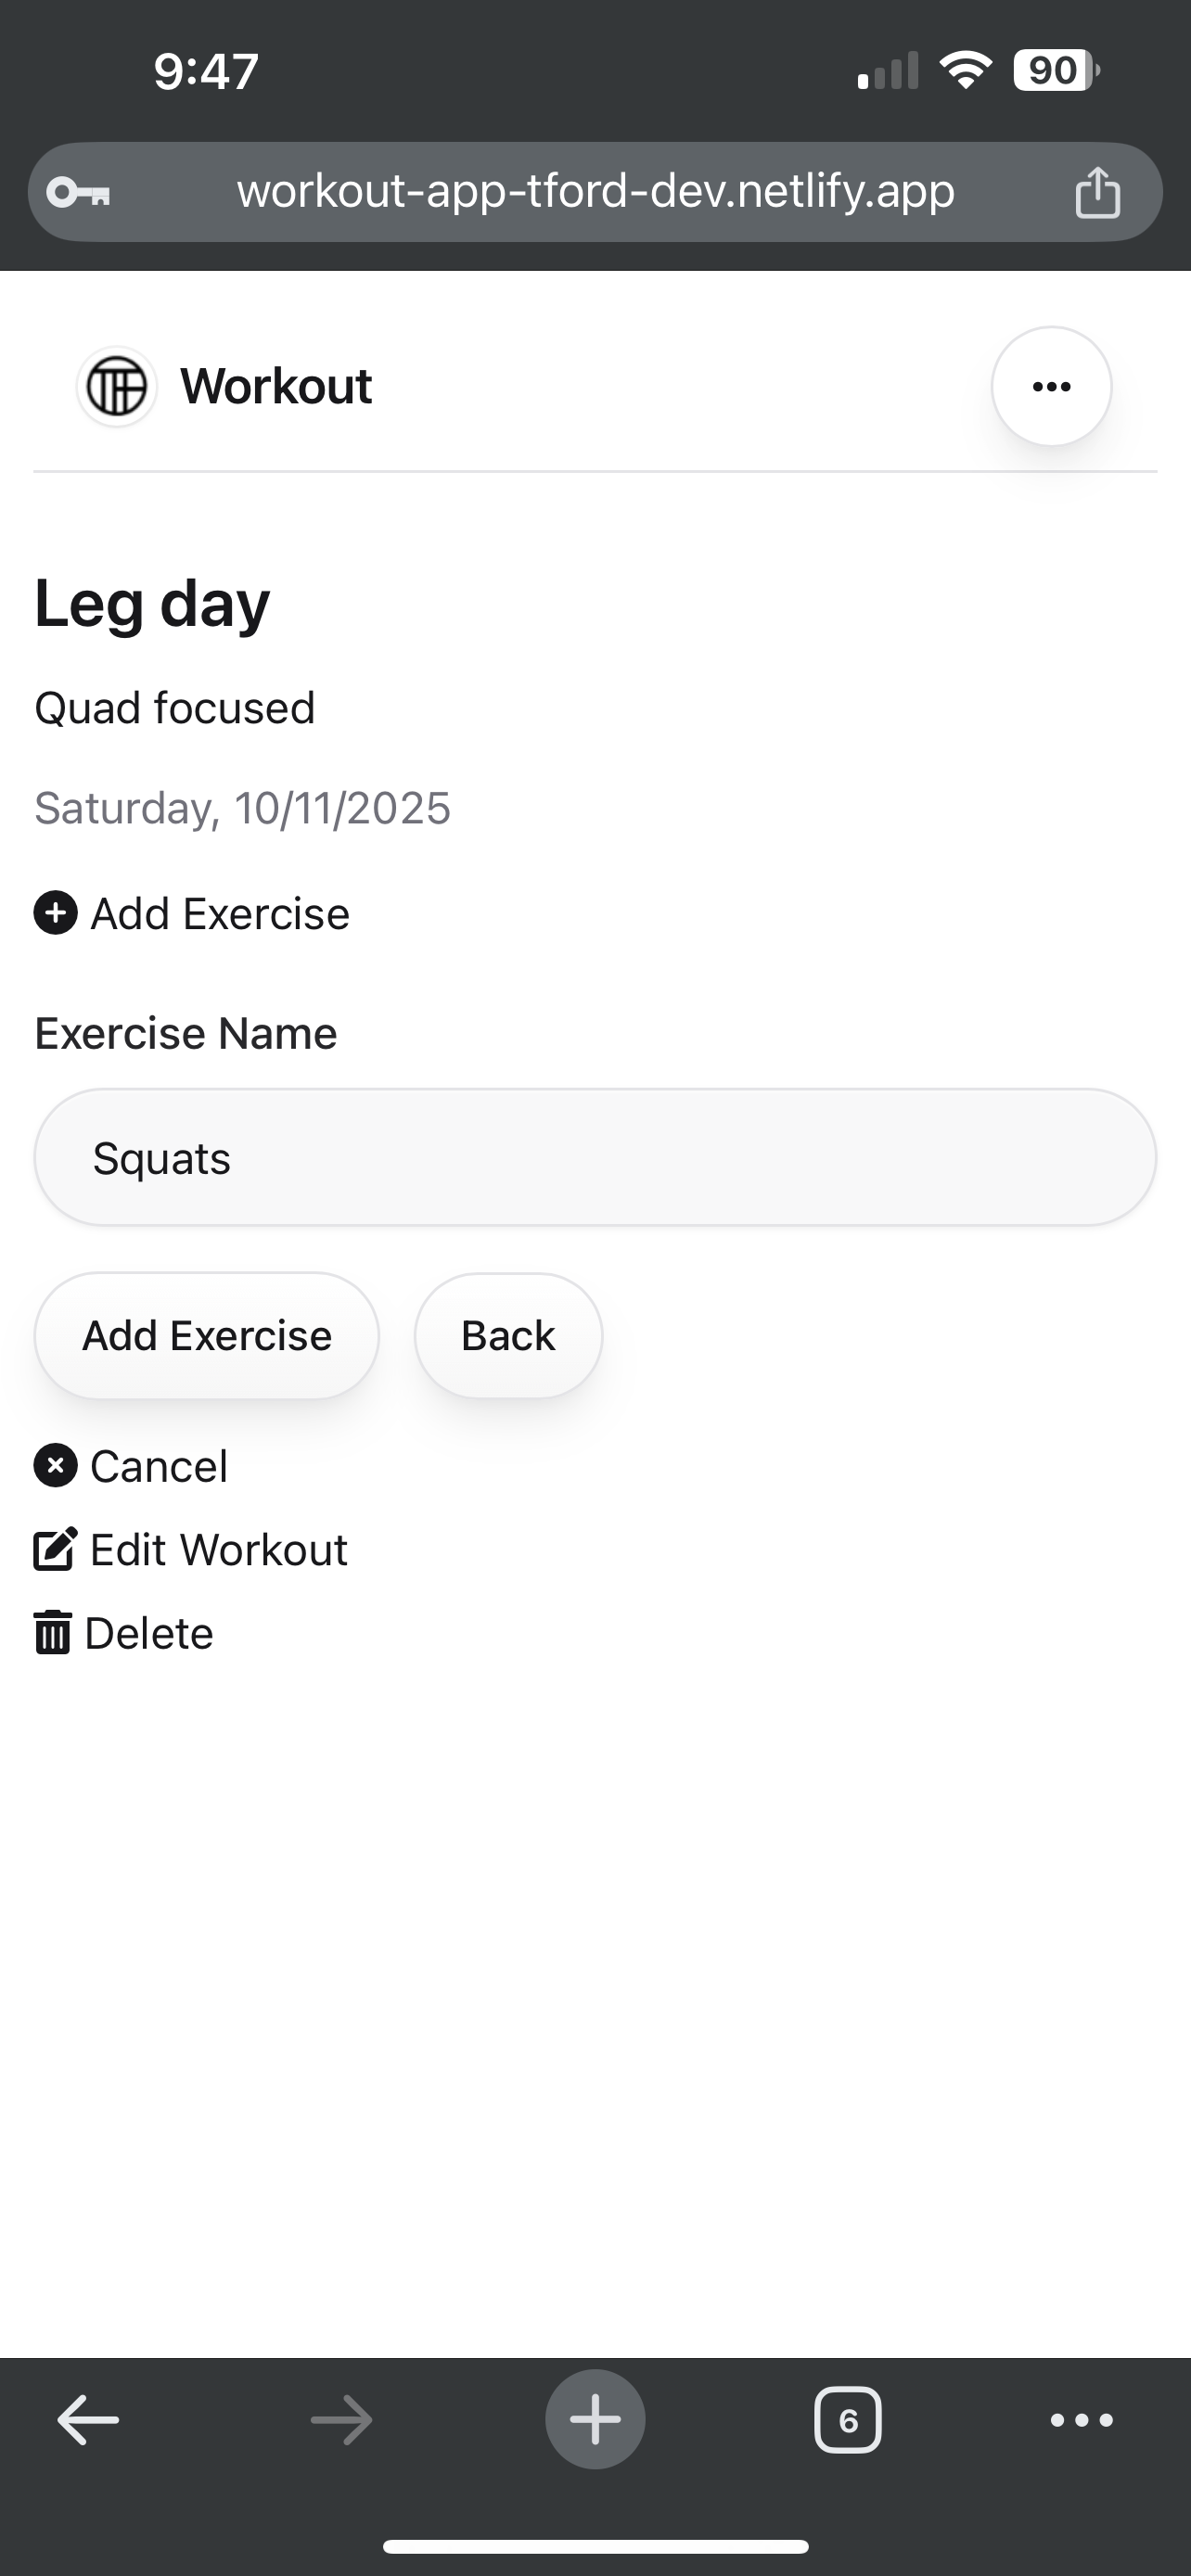 9:47
90
workout-app-tford-dev.netlify.app
Workout
Leg day
Quad focused
Saturday, 10/11/2025
Add Exercise
Exercise Name
Squats
Add Exercise Back
Cancel
Edit Workout
Delete
6